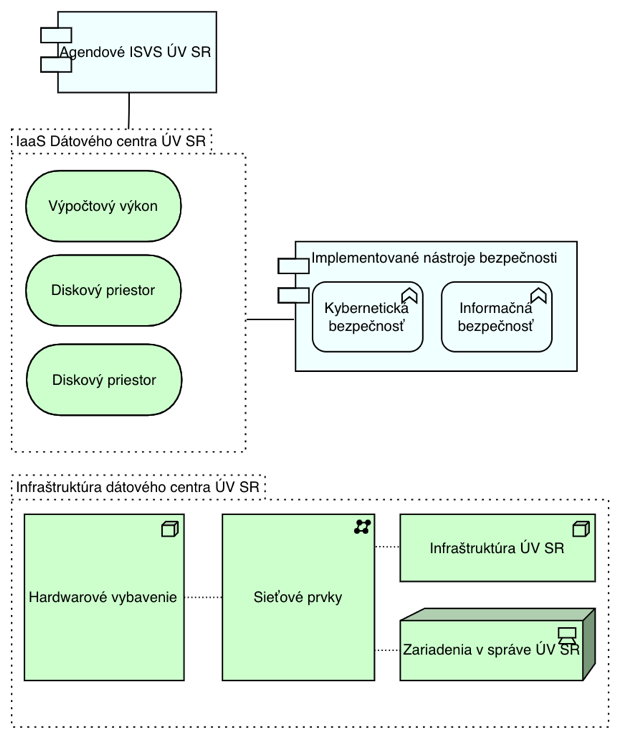 Agendové ISVS ÚV SR
IaaS Dátového centra ÚV SR
Výpočtový výkon
Diskový priestor
Diskový priestor
Implementované nástroje bezpečnosti
Kybernetická
bezpečnosť
Informačná
bezpečnosť
Infraštruktúra dátového centra ÚV SR
Hardwarové vybavenie
Sieťové prvky
Infraštruktúra ÚV SR
Zariadenia v správe ÚV SR